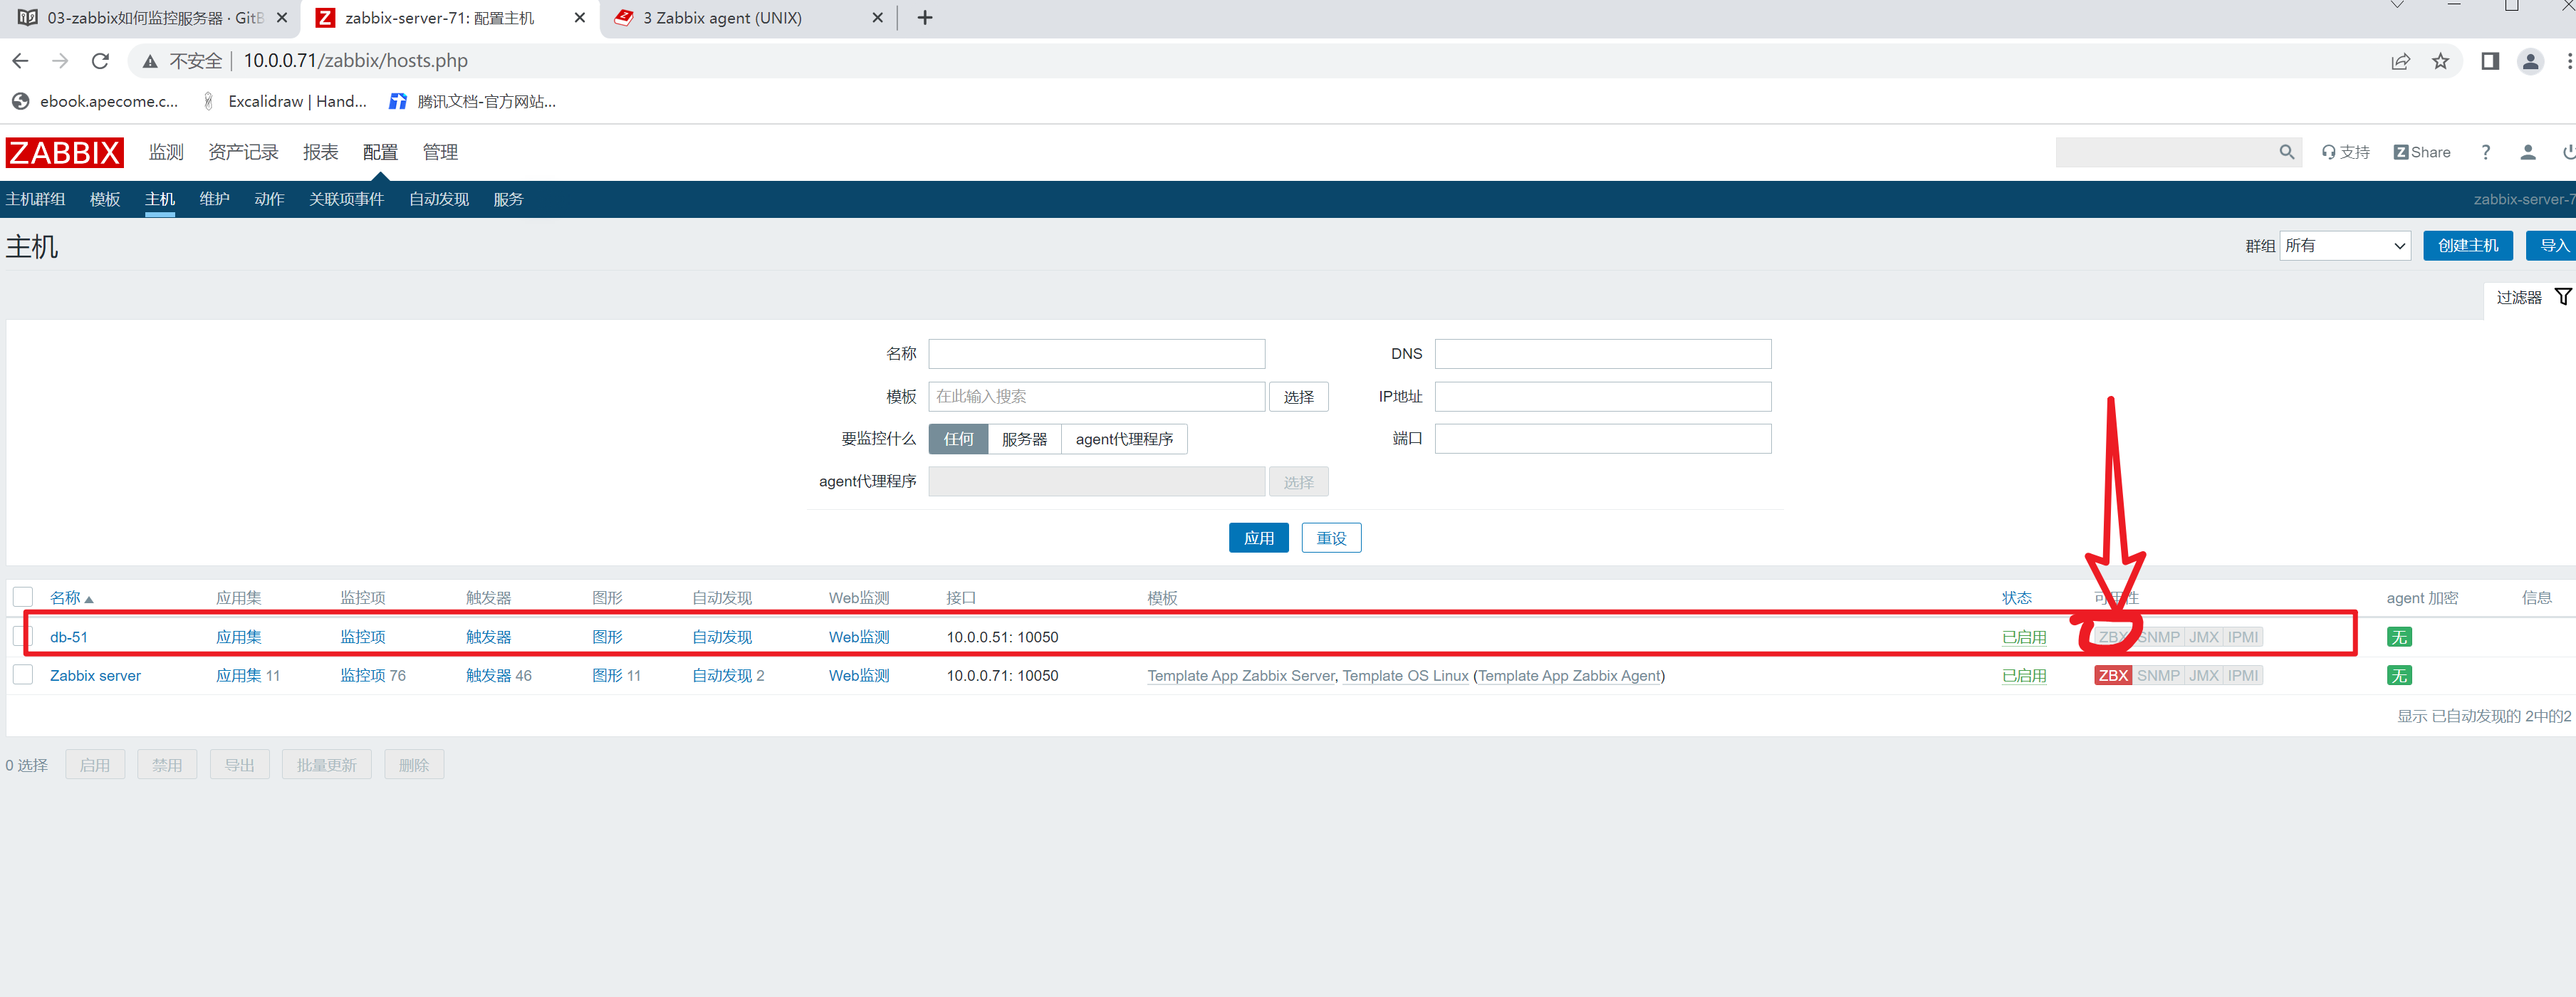 03-zabbix如何监控服务器 · GitB
zabbix-server-71: 配置主机
3 Zabbix agent (UNIX)
不安全 10.0.0.71/zabbix/hosts.php
ebook.apecome.c...
Excalidraw | Hand...
腾讯文档-官方网站...
ZABBIX 监测 资产记录 报表 配置 管理 支持 Z Share ?
主机群组 模板 主机 维护 动作 关联项事件 自动发现 服务 zabbix-server-7
主机 群组 所有 创建主机 导入
过滤器
名称 DNS
模板 在此输入搜索 选择 IP地址
要监控什么 任何 服务器 agent代理程序 端口
agent代理程序 选择
应用 重设
名称 应用集 监控项 触发器 图形 自动发现 Web监测 接口 模板 状态 可用性 agent 加密 信息
db-51 应用集 监控项 触发器 图形 自动发现 Web监测 10.0.0.51: 10050 已启用 ZBX SNMP JMX IPMI 无
Zabbix server 应用集 11 监控项 76 触发器 46 图形 11 自动发现 2 Web监测 10.0.0.71: 10050 Template App Zabbix Server, Template OS Linux (Template App Zabbix Agent) 已启用 ZBX SNMP JMX IPMI 无
显示 已自动发现的 2中的2
0 选择 启用 禁用 导出 批量更新 删除